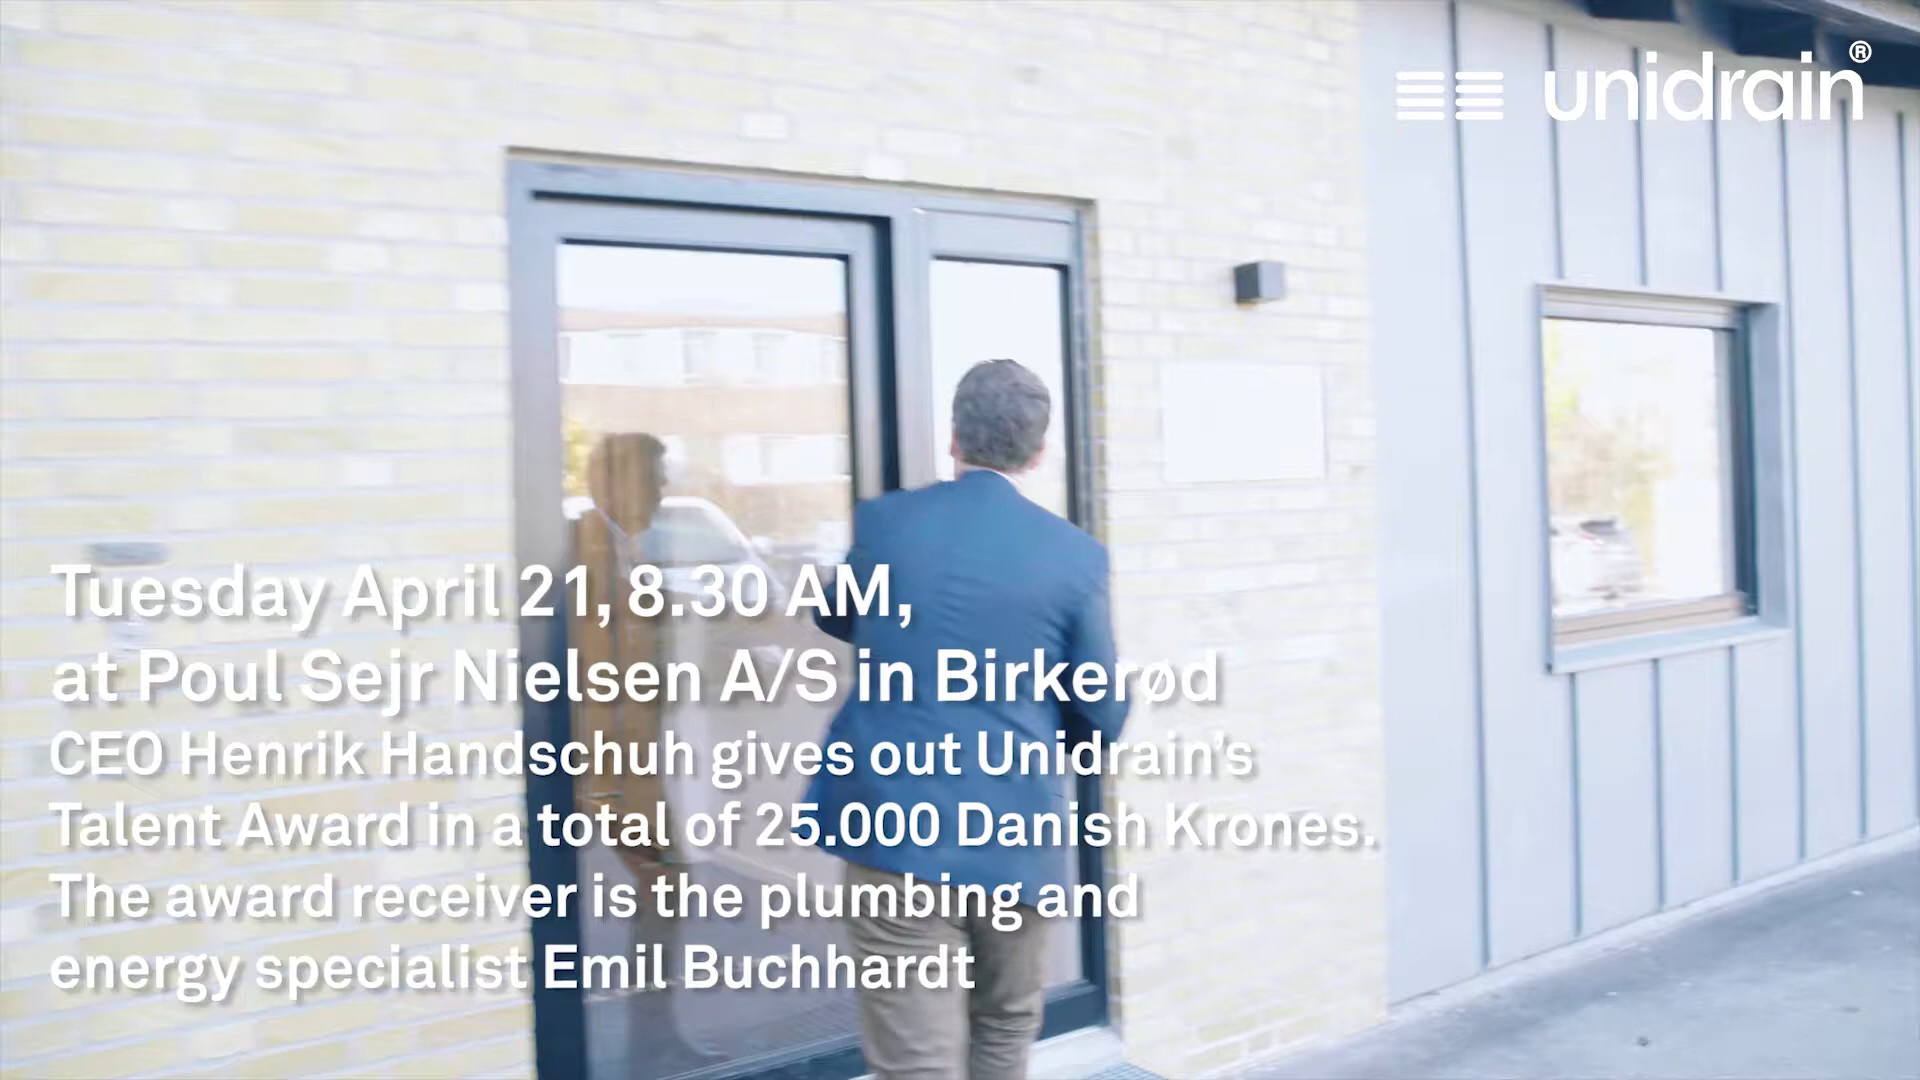 unidrain®
Tuesday April 21, 8.30 AM,
at Poul Sejr Nielsen A/S in Birkerød
CEO Henrik Handschuh gives out Unidrain's
Talent Award in a total of 25.000 Danish Krones.
The award receiver is the plumbing and
energy specialist Emil Buchhardt